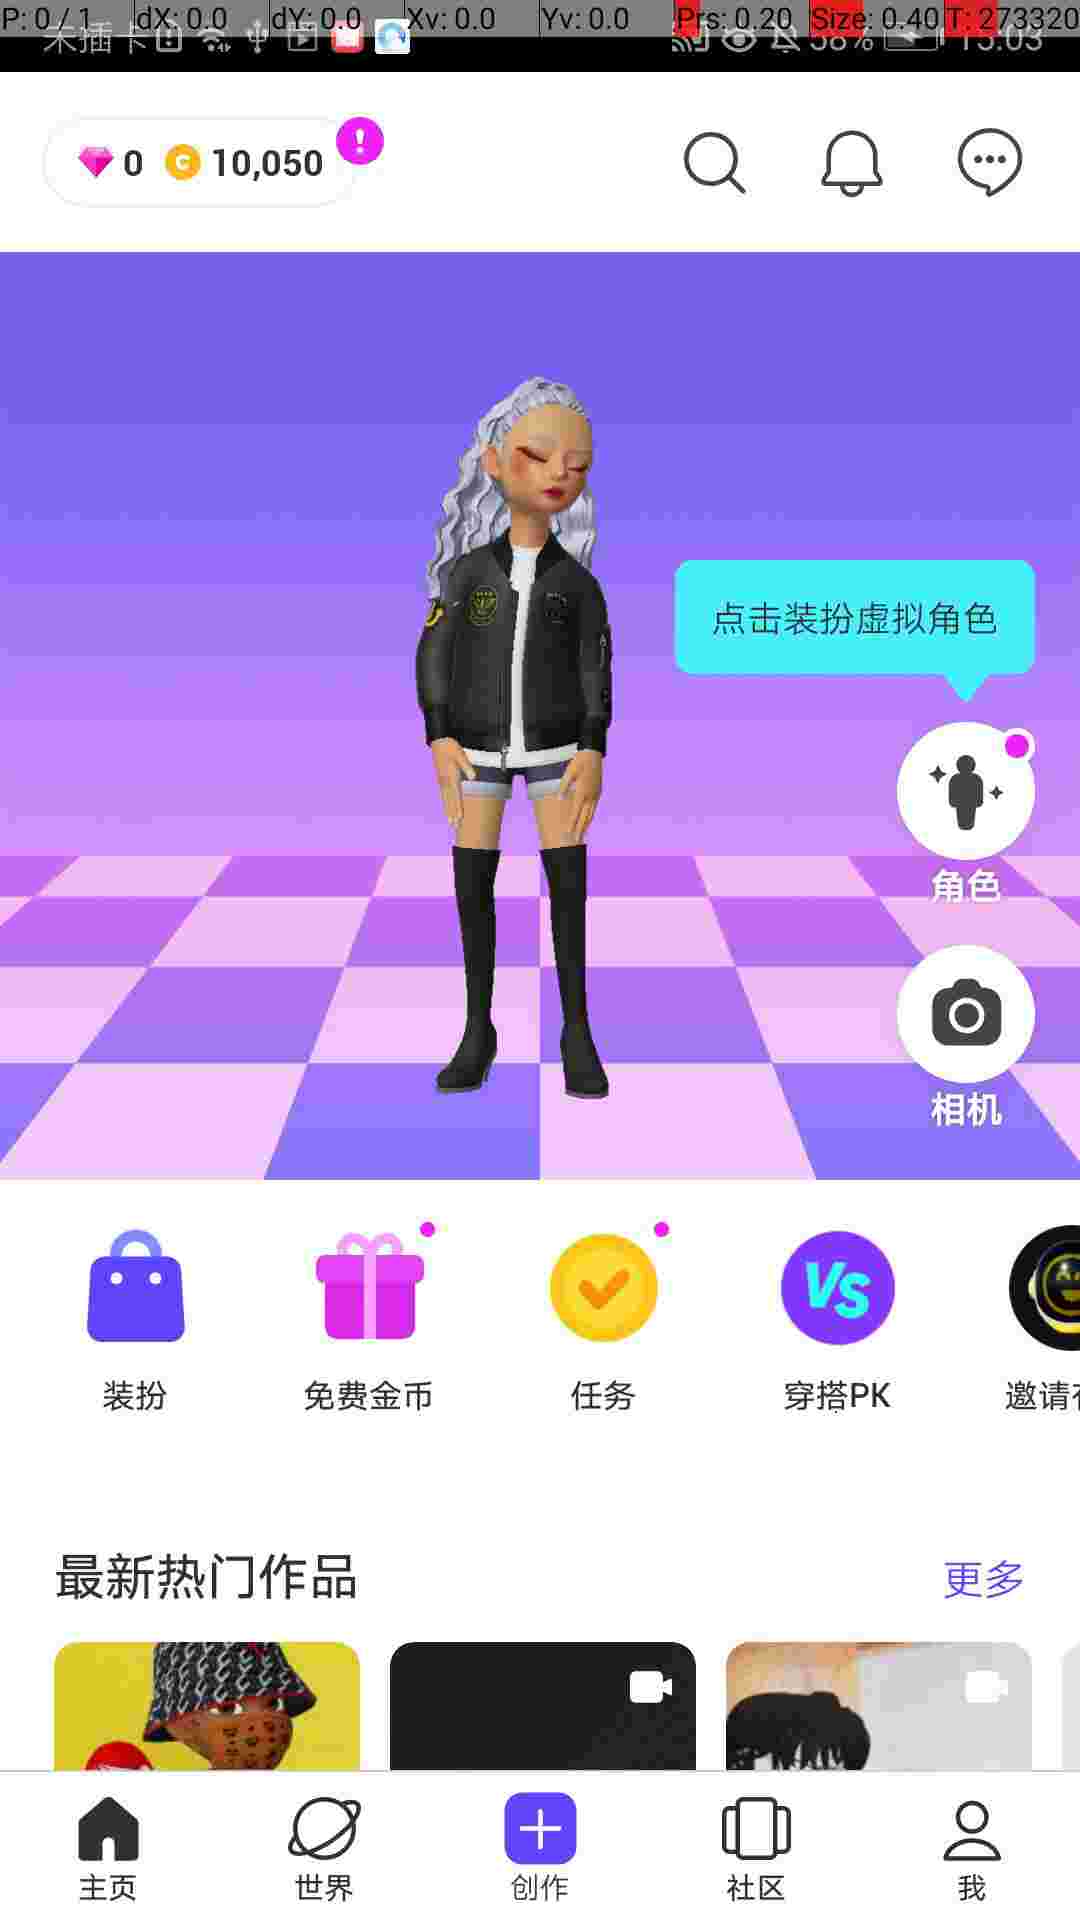 P: 0 / 1 dX: 0.0 dY: 0.0 Xv: 0.0 Yv: 0.0 Prs: 0.20 Size: 0.40 T: 273320
未插卡 58% 15:03
0 C 10,050
点击装扮虚拟角色
角色
相机
VS
装扮 免费金币 任务 穿搭PK 邀请
最新热门作品 更多
主页 世界 创作 社区 我